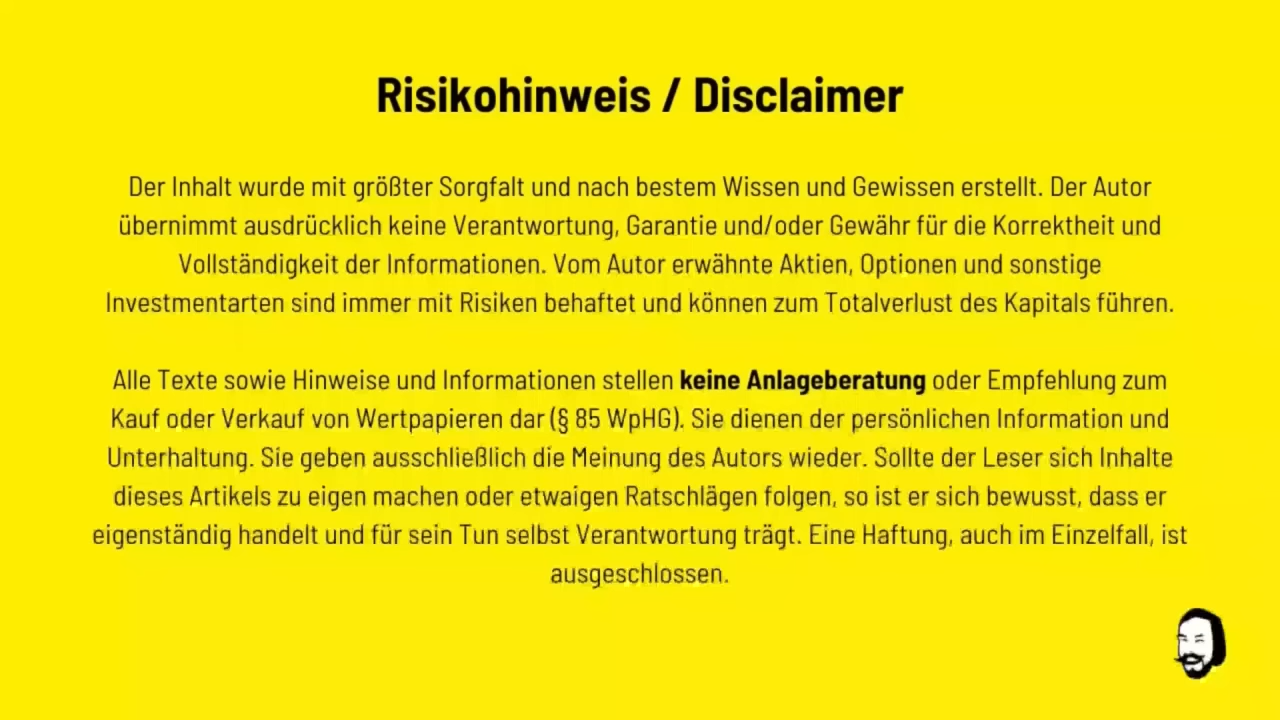 Risikohinweis / Disclaimer
Der Inhalt wurde mit größter Sorgfalt und nach bestem Wissen und Gewissen erstellt. Der Autor
übernimmt ausdrücklich keine Verantwortung, Garantie und/oder Gewähr für die Korrektheit und
Vollständigkeit der Informationen. Vom Autor erwähnte Aktien, Optionen und sonstige
Investmentarten sind immer mit Risiken behaftet und können zum Totalverlust des Kapitals führen.
Alle Texte sowie Hinweise und Informationen stellen keine Anlageberatung oder Empfehlung zum
Kauf oder Verkauf von Wertpapieren dar (§ 85 WpHG). Sie dienen der persönlichen Information und
Unterhaltung. Sie geben ausschließlich die Meinung des Autors wieder. Sollte der Leser sich Inhalte
dieses Artikels zu eigen machen oder etwaigen Ratschlägen folgen, so ist er sich bewusst, dass er
eigenständig handelt und für sein Tun selbst Verantwortung trägt. Eine Haftung, auch im Einzelfall, ist
ausgeschlossen.